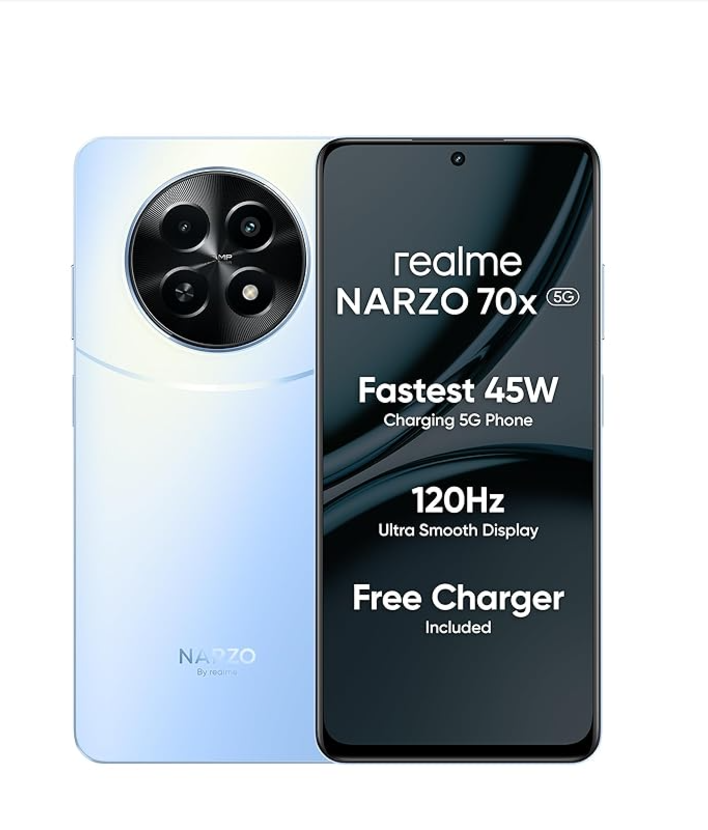 MP
realme
NARZO 70x 5G
Fastest 45W
Charging 5G Phone
120Hz
Ultra Smooth Display
Free Charger
Included
NARZO
By realme